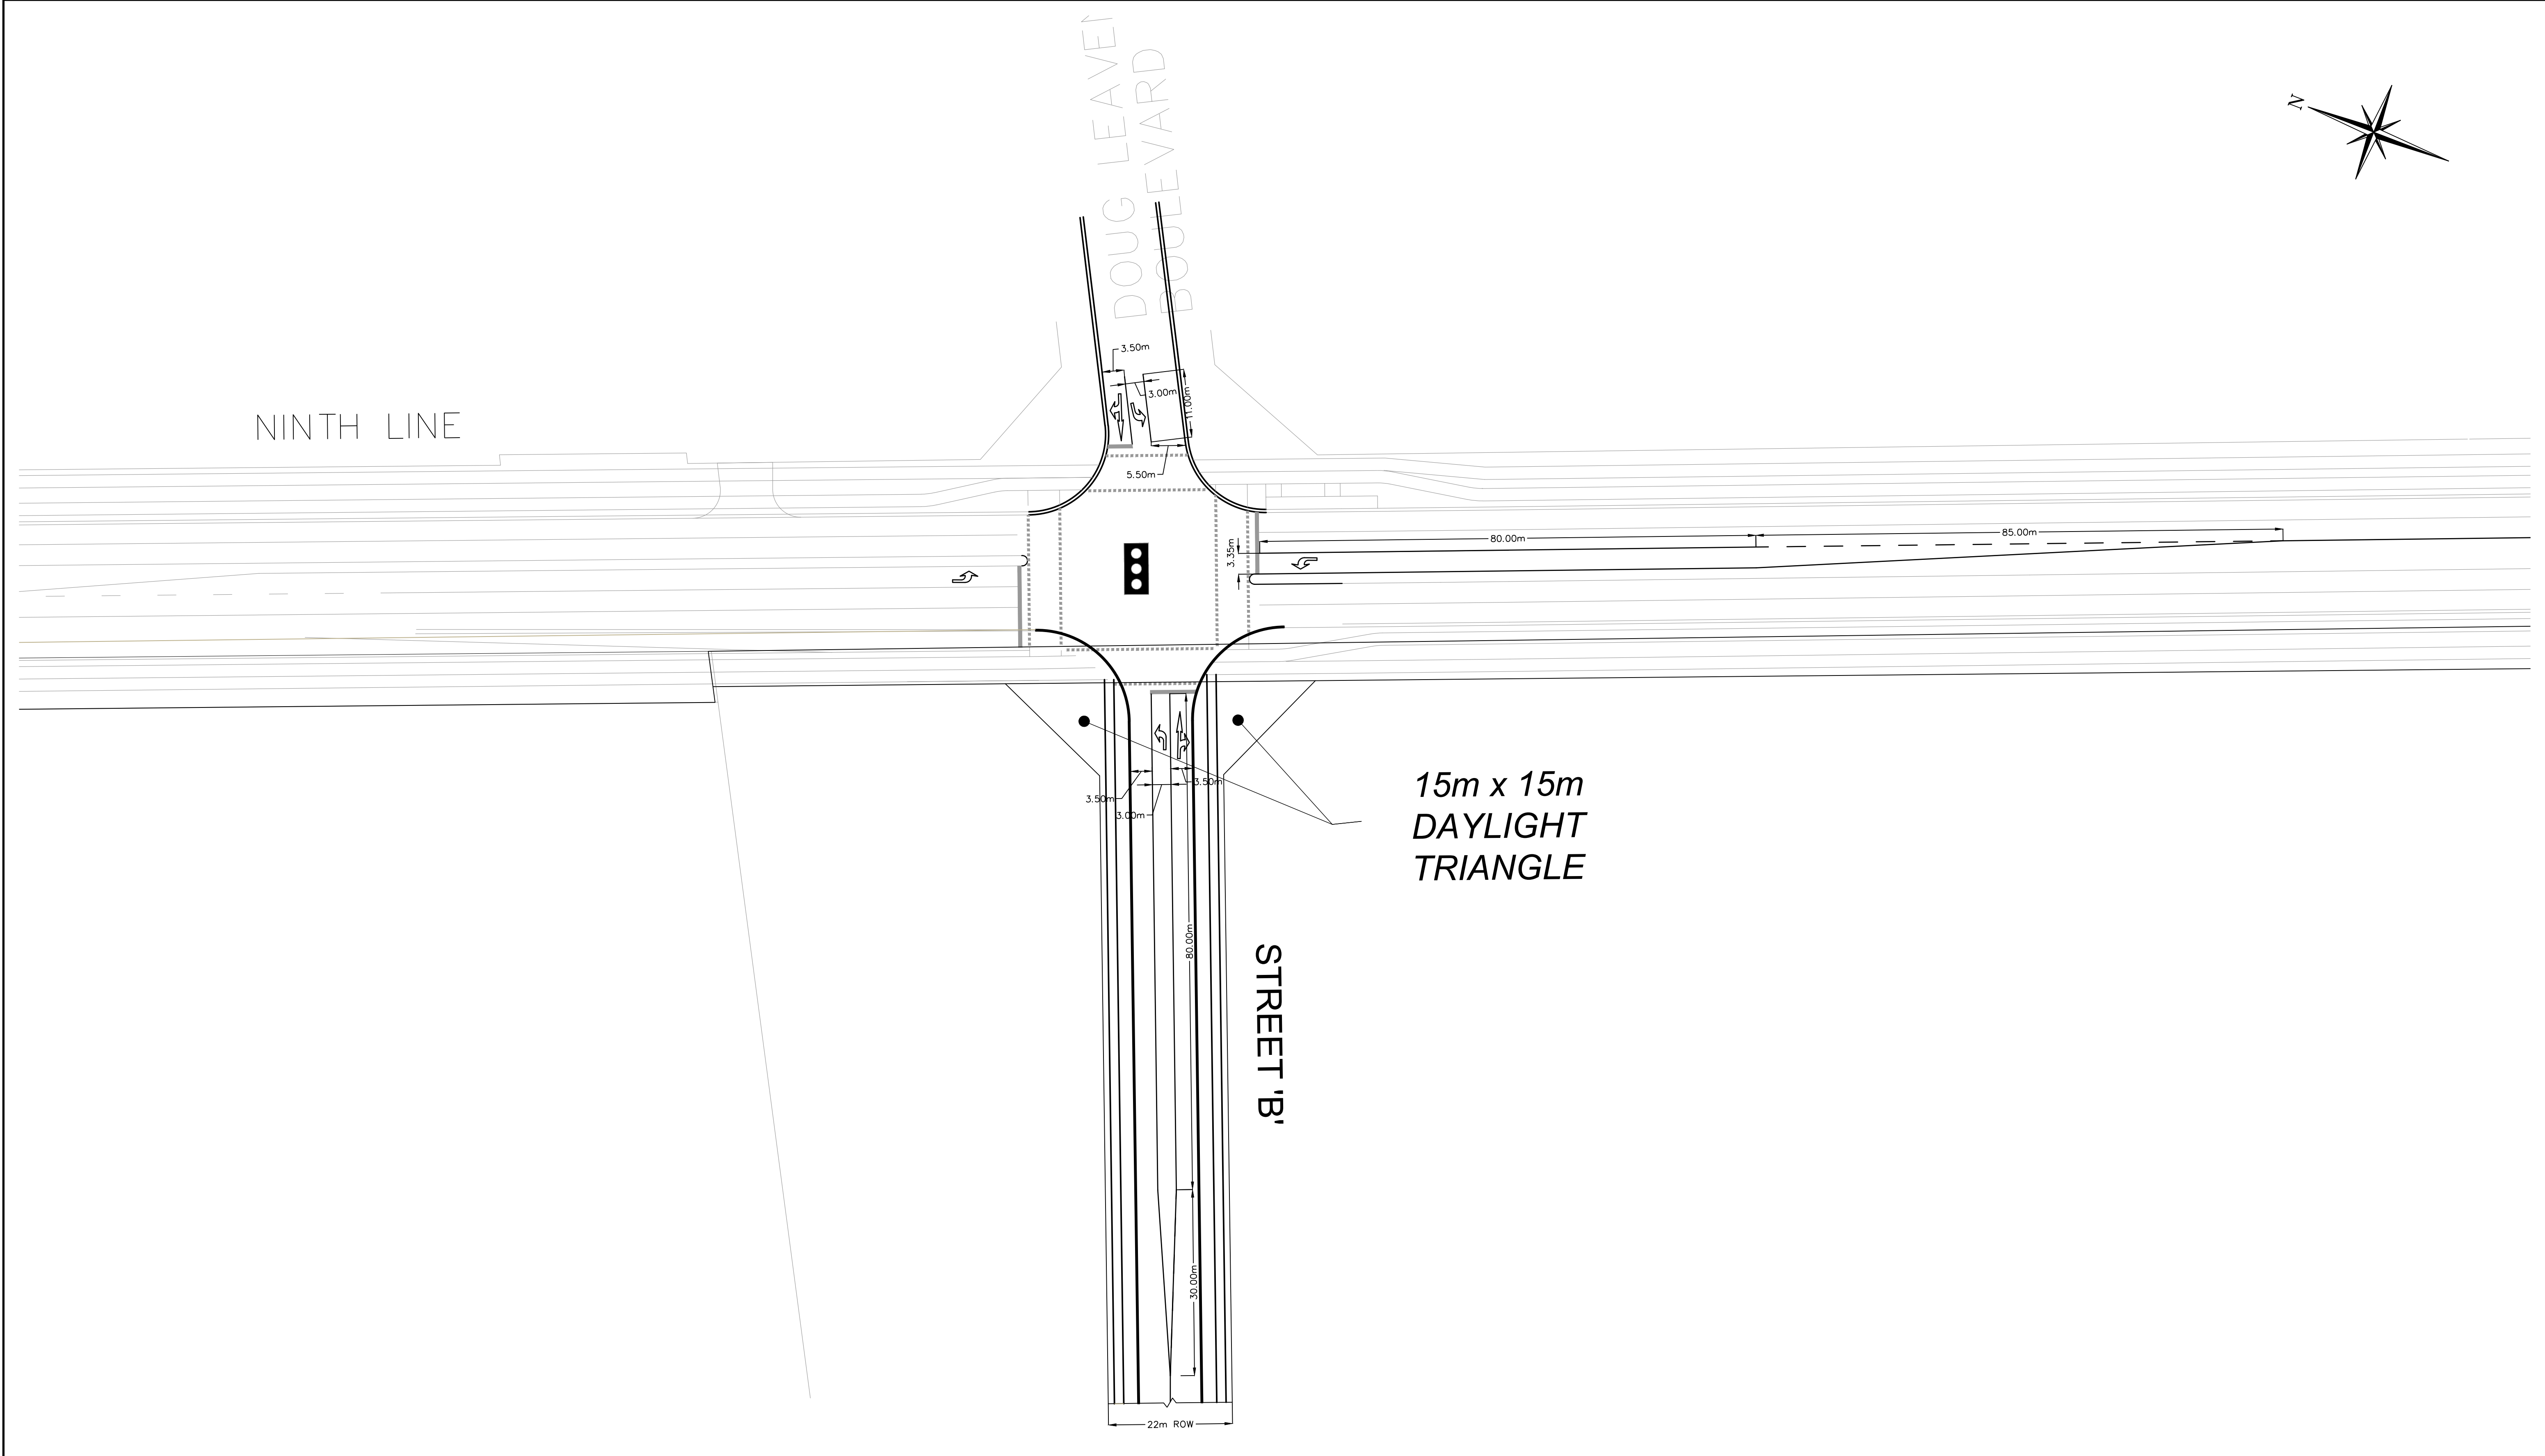 DOUG LEAVEN
BOULEVARD
N
NINTH LINE
3.50m
3.00m
11.00m
5.50m
3.35m
80.00m
85.00m
3.50m
3.50m
3.00m
15m x 15m
DAYLIGHT
TRIANGLE
80.00m
STREET 'B'
30.00m
22m ROW